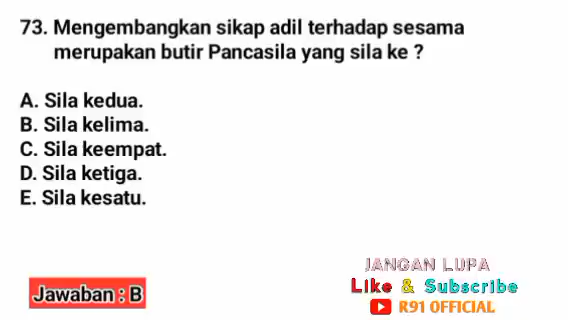 73. Mengembangkan sikap adil terhadap sesama
merupakan butir Pancasila yang sila ke ?
A. Sila kedua.
B. Sila kelima.
C. Sila keempat.
D. Sila ketiga.
E. Sila kesatu.
JANGAN LUPA
Like & Subscribe
Jawaban : B
R91 OFFICIAL